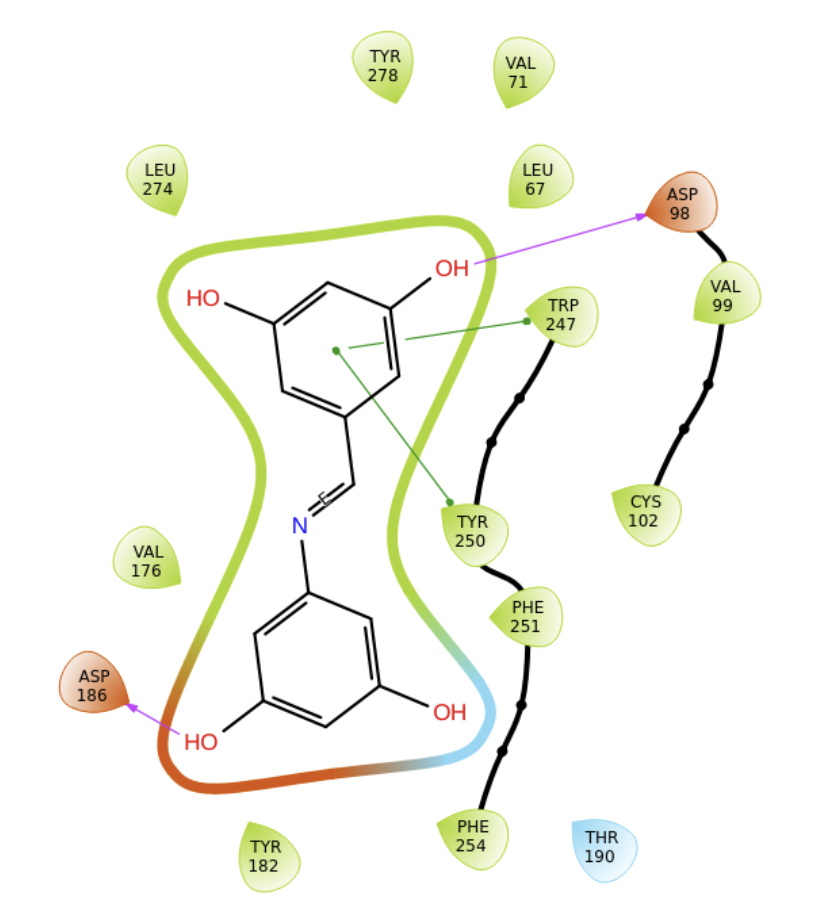 TYR
278
VAL
71
LEU
274
LEU
67
ASP
98
OH
HO
VAL
99
TRP
247
E
N
CYS
102
TYR
250
VAL
176
PHE
251
ASP
186
OH
HO
PHE
254
THR
190
TYR
182